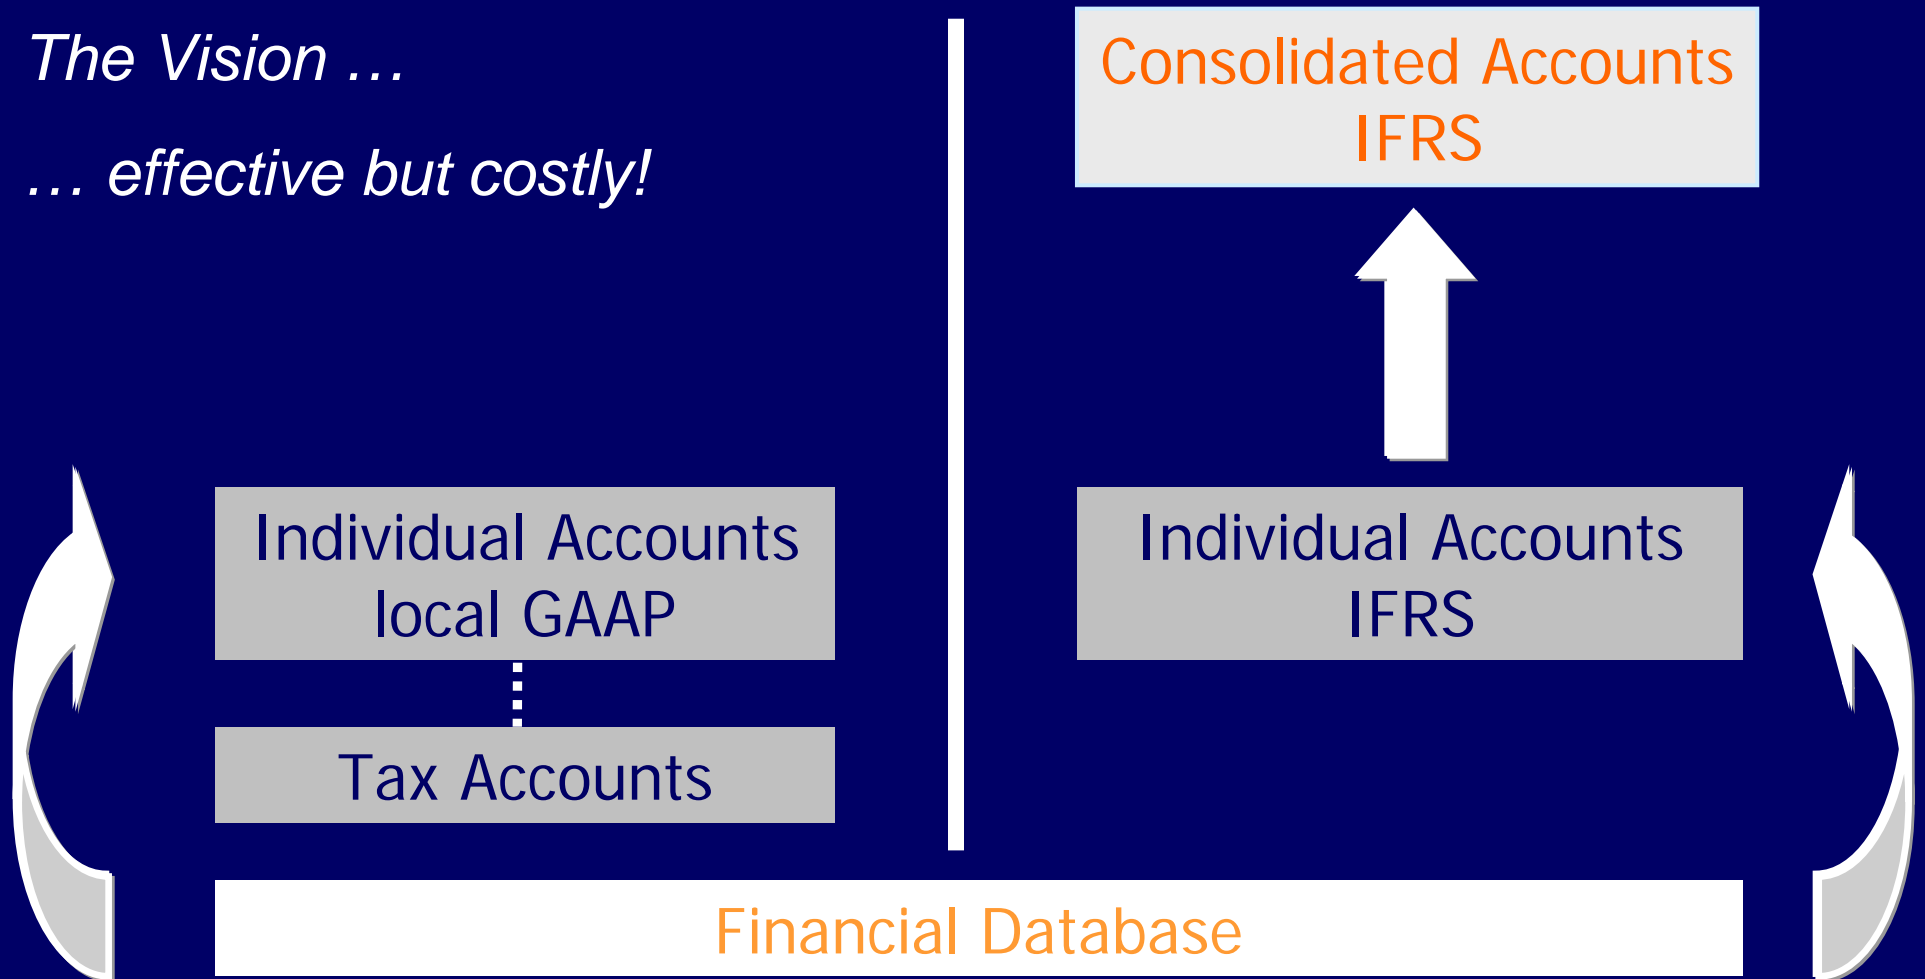 The Vision …
… effective but costly!
Consolidated Accounts
IFRS
Individual Accounts
local GAAP
Individual Accounts
IFRS
Tax Accounts
Financial Database